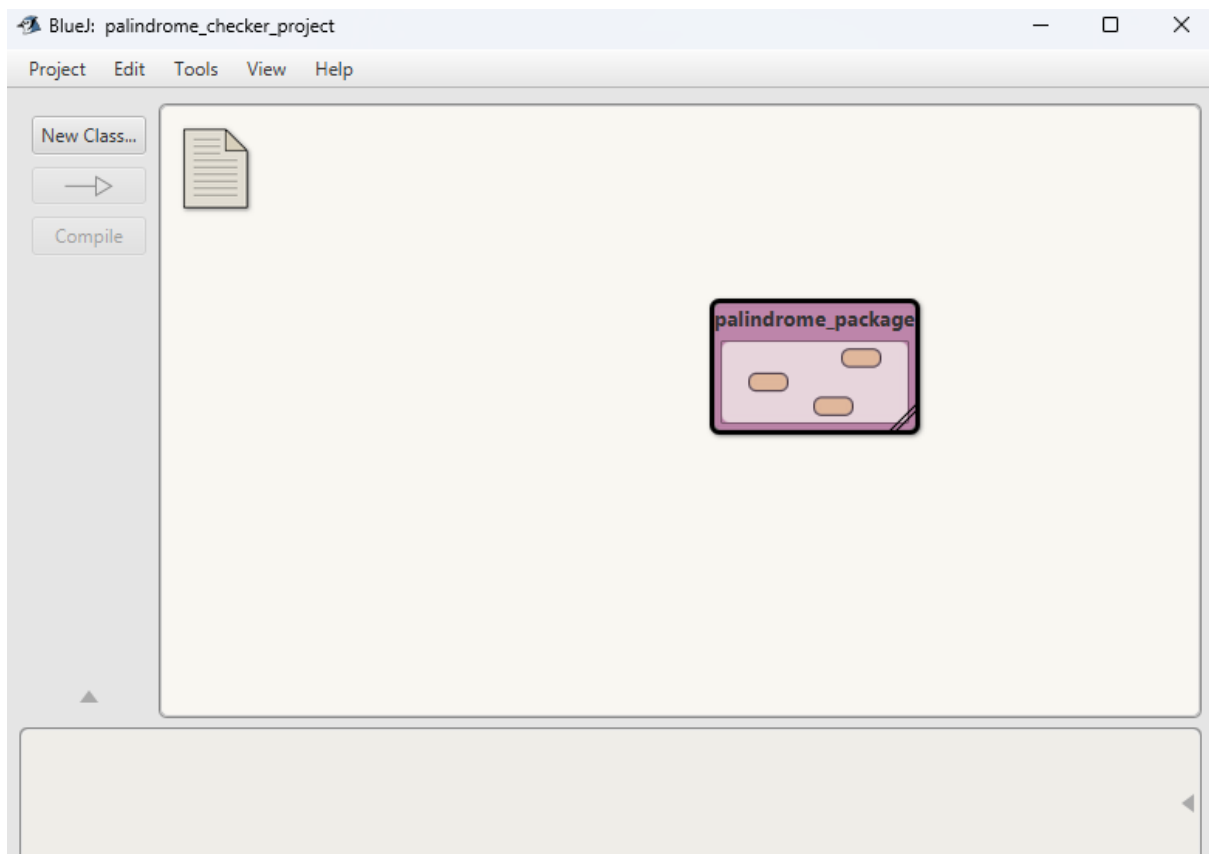 BlueJ: palindrome_checker_project
Project Edit Tools View Help
New Class...
Compile
palindrome_package